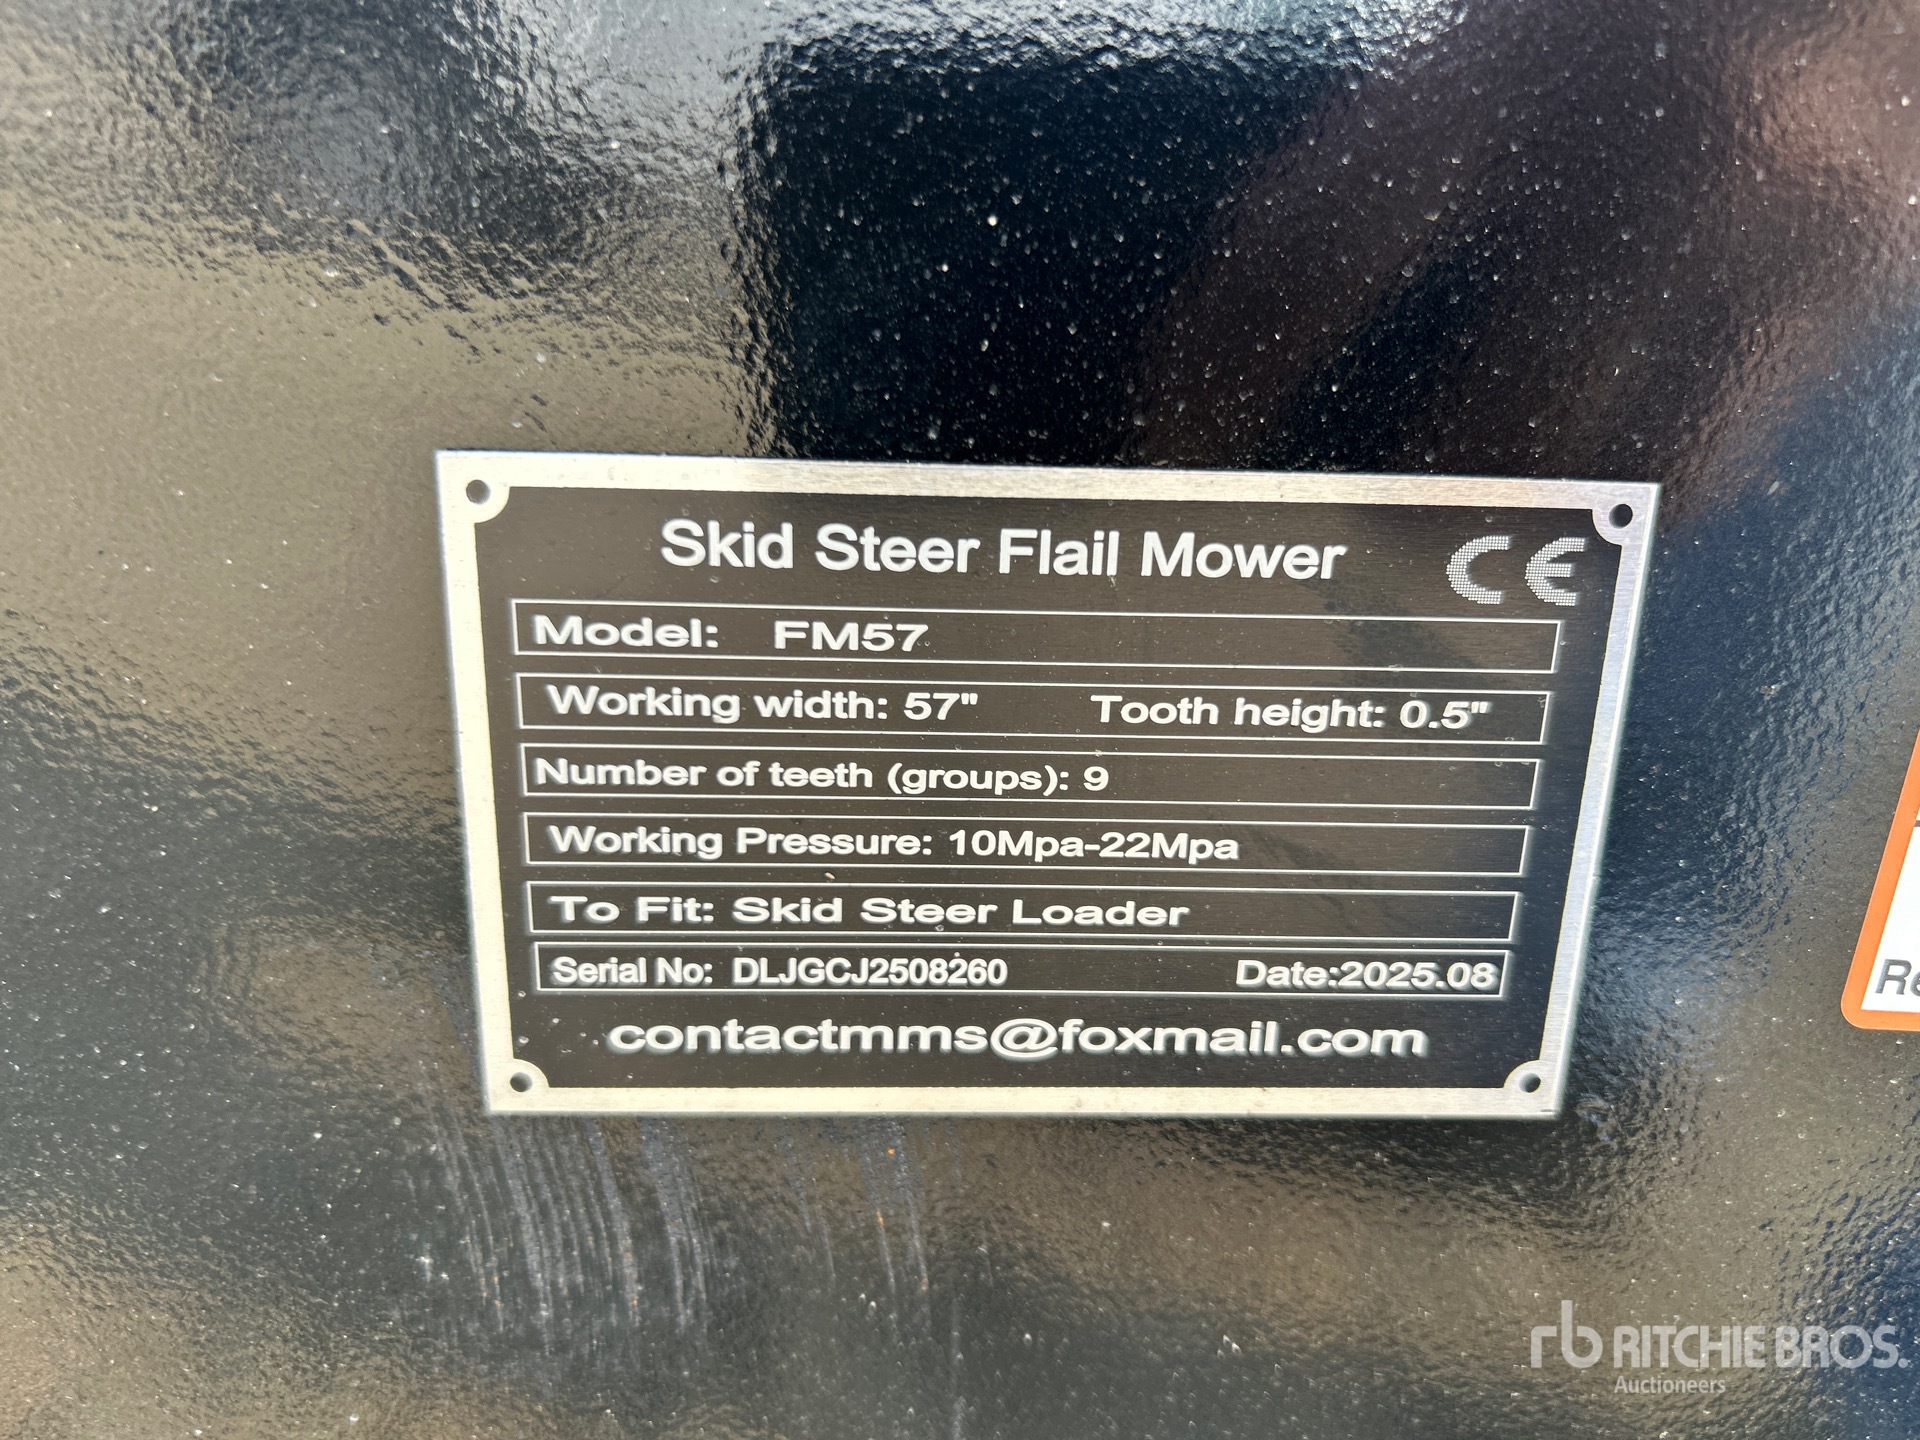 Skid Steer Flail Mower CE
Model: FM57
Working width: 57" Tooth height: 0.5"
Number of teeth (groups): 9
Working Pressure: 10Mpa-22Mpa
To Fit: Skid Steer Loader
Serial No: DLJGCJ2508260 Date:2025.08
contactmms@foxmail.com
rb RITCHIE BROS.
Auctioneers